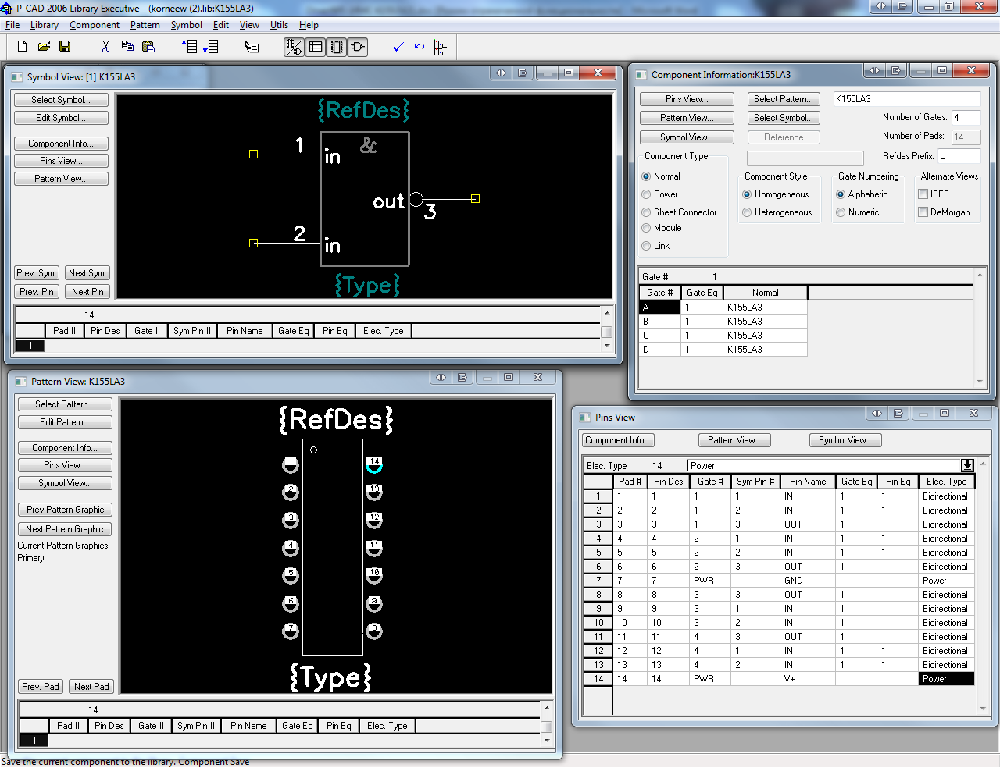 P-CAD 2006 Library Executive - (korneew (2).lib:K155LA3)
File Library Component Pattern Symbol Edit View Utils Help
Symbol View: [1] K155LA3
Select Symbol...
Edit Symbol...
Component Info...
Pins View...
Pattern View...
Prev. Sym. Next Sym.
Prev. Pin Next Pin
{RefDes}
&
1 in
out 3
2 in
{Type}
14
Pad # Pin Des Gate # Sym Pin # Pin Name Gate Eq Pin Eq Elec. Type
1
Component Information:K155LA3
Pins View... Select Pattern... K155LA3
Pattern View... Select Symbol... Number of Gates: 4
Symbol View... Reference Number of Pads: 14
Component Type Refdes Prefix: U
Normal Component Style Gate Numbering Alternate Views
Power Homogeneous Alphabetic IEEE
Sheet Connector Heterogeneous Numeric DeMorgan
Module
Link
Gate # 1
Gate # Gate Eq Normal
A 1 K155LA3
B 1 K155LA3
C 1 K155LA3
D 1 K155LA3
Pattern View: K155LA3
Select Pattern...
Edit Pattern...
Component Info...
Pins View...
Symbol View...
Prev Pattern Graphic
Next Pattern Graphic
Current Pattern Graphics:
Primary
Prev. Pad Next Pad
{RefDes}
1 14
2 13
3 12
4 11
5 10
6 9
7 8
{Type}
14
Pad # Pin Des Gate # Sym Pin # Pin Name Gate Eq Pin Eq Elec. Type
1
Pins View
Component Info... Pattern View... Symbol View...
Elec. Type 14 Power
Pad # Pin Des Gate # Sym Pin # Pin Name Gate Eq Pin Eq Elec. Type
1 1 1 1 1 IN 1 1 Bidirectional
2 2 2 1 2 IN 1 1 Bidirectional
3 3 3 1 3 OUT 1 Bidirectional
4 4 4 2 1 IN 1 1 Bidirectional
5 5 5 2 2 IN 1 1 Bidirectional
6 6 6 2 3 OUT 1 Bidirectional
7 7 7 PWR GND Power
8 8 8 3 3 OUT 1 Bidirectional
9 9 9 3 1 IN 1 1 Bidirectional
10 10 10 3 2 IN 1 1 Bidirectional
11 11 11 4 3 OUT 1 Bidirectional
12 12 12 4 1 IN 1 1 Bidirectional
13 13 13 4 2 IN 1 1 Bidirectional
14 14 14 PWR V+ Power
Save the current component to the library. Component Save